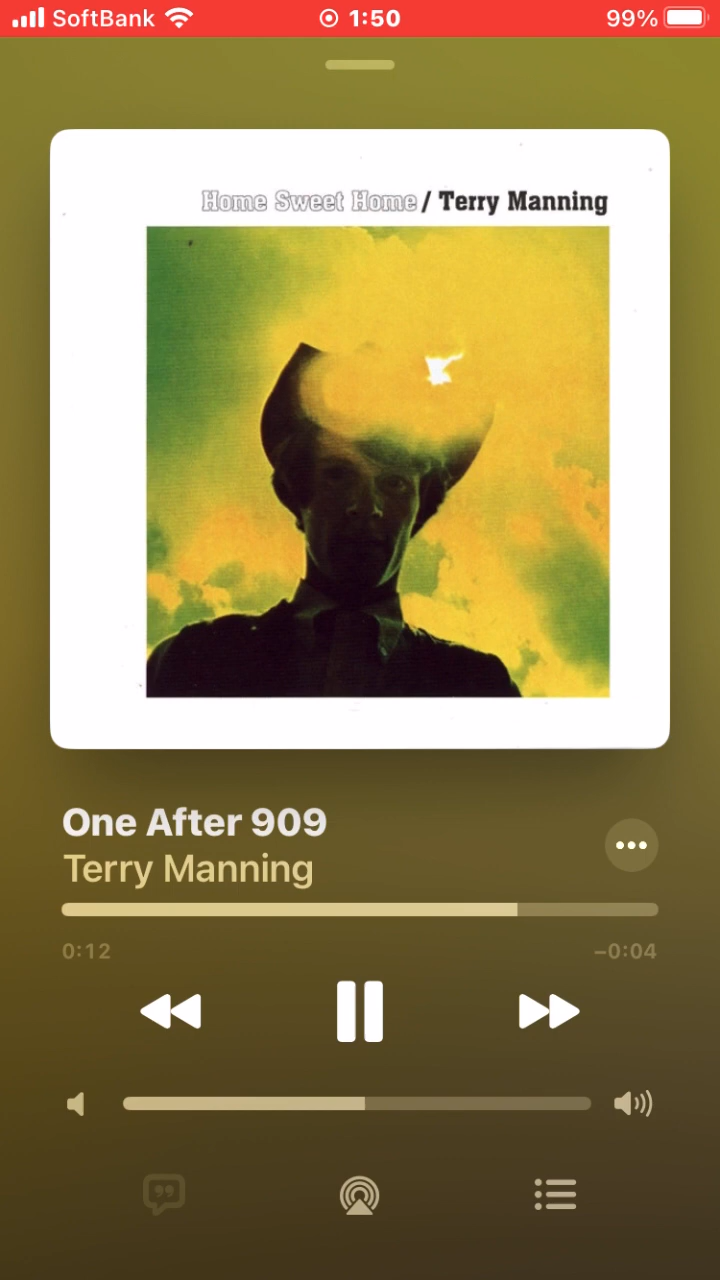 SoftBank 1:50 99%
Home Sweet Home / Terry Manning
One After 909
Terry Manning
0:12 –0:04